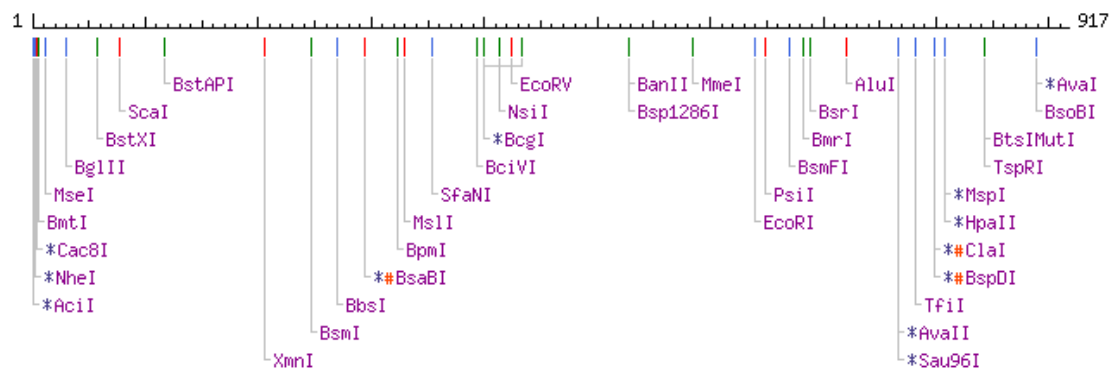 1 917
BstAPI EcoRV BanII MmeI AluI *AvaI
ScaI NsiI Bsp1286I BsrI BsoBI
BstXI *BcgI BmrI BtsIMutI
BglII BciVI BsmFI TspRI
MseI SfaNI PsiI *MspI
BmtI MslI EcoRI *HpaII
*Cac8I BpmI *#ClaI
*NheI *#BsaBI *#BspDI
*AciI BbsI TfiI
BsmI *AvaII
XmnI *Sau96I